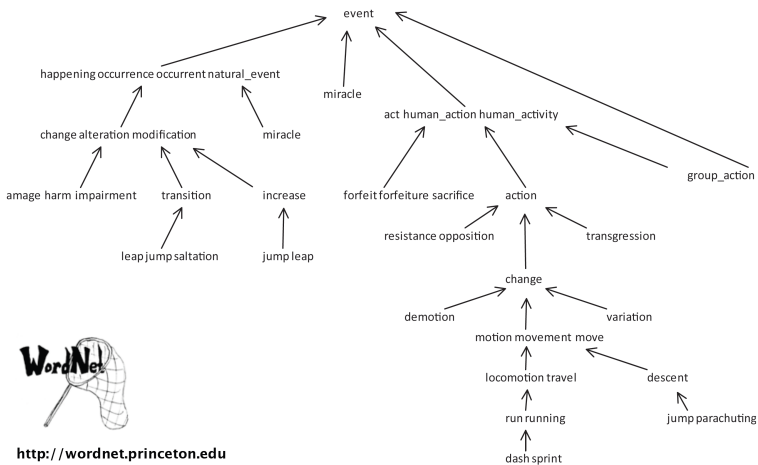 event
happening occurrence occurrent natural_event
miracle
act human_action human_activity
change alteration modification
miracle
group_action
amage harm impairment
transition
increase
forfeit forfeiture sacrifice
action
resistance opposition
transgression
leap jump saltation
jump leap
change
demotion
variation
motion movement move
WordNet
locomotion travel
descent
run running
jump parachuting
http://wordnet.princeton.edu
dash sprint